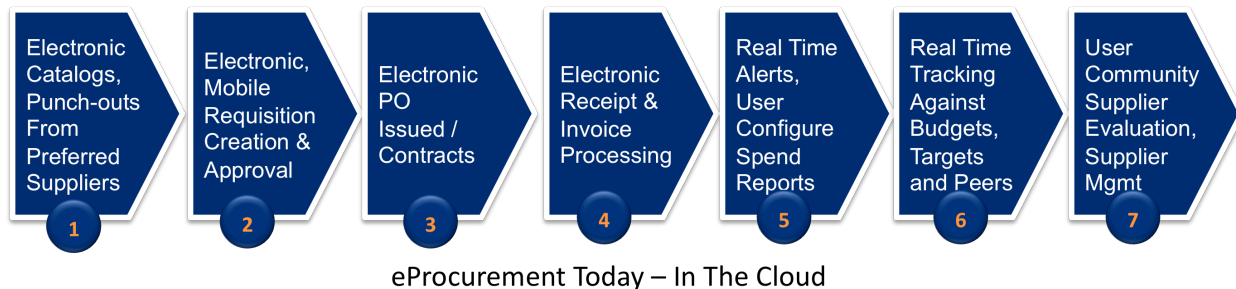 Electronic
Catalogs,
Punch-outs
From
Preferred
Suppliers
1
Electronic,
Mobile
Requisition
Creation &
Approval
2
Electronic
PO
Issued /
Contracts
3
Electronic
Receipt &
Invoice
Processing
4
Real Time
Alerts,
User
Configure
Spend
Reports
5
Real Time
Tracking
Against
Budgets,
Targets
and Peers
6
User
Community
Supplier
Evaluation,
Supplier
Mgmt
7
eProcurement Today – In The Cloud